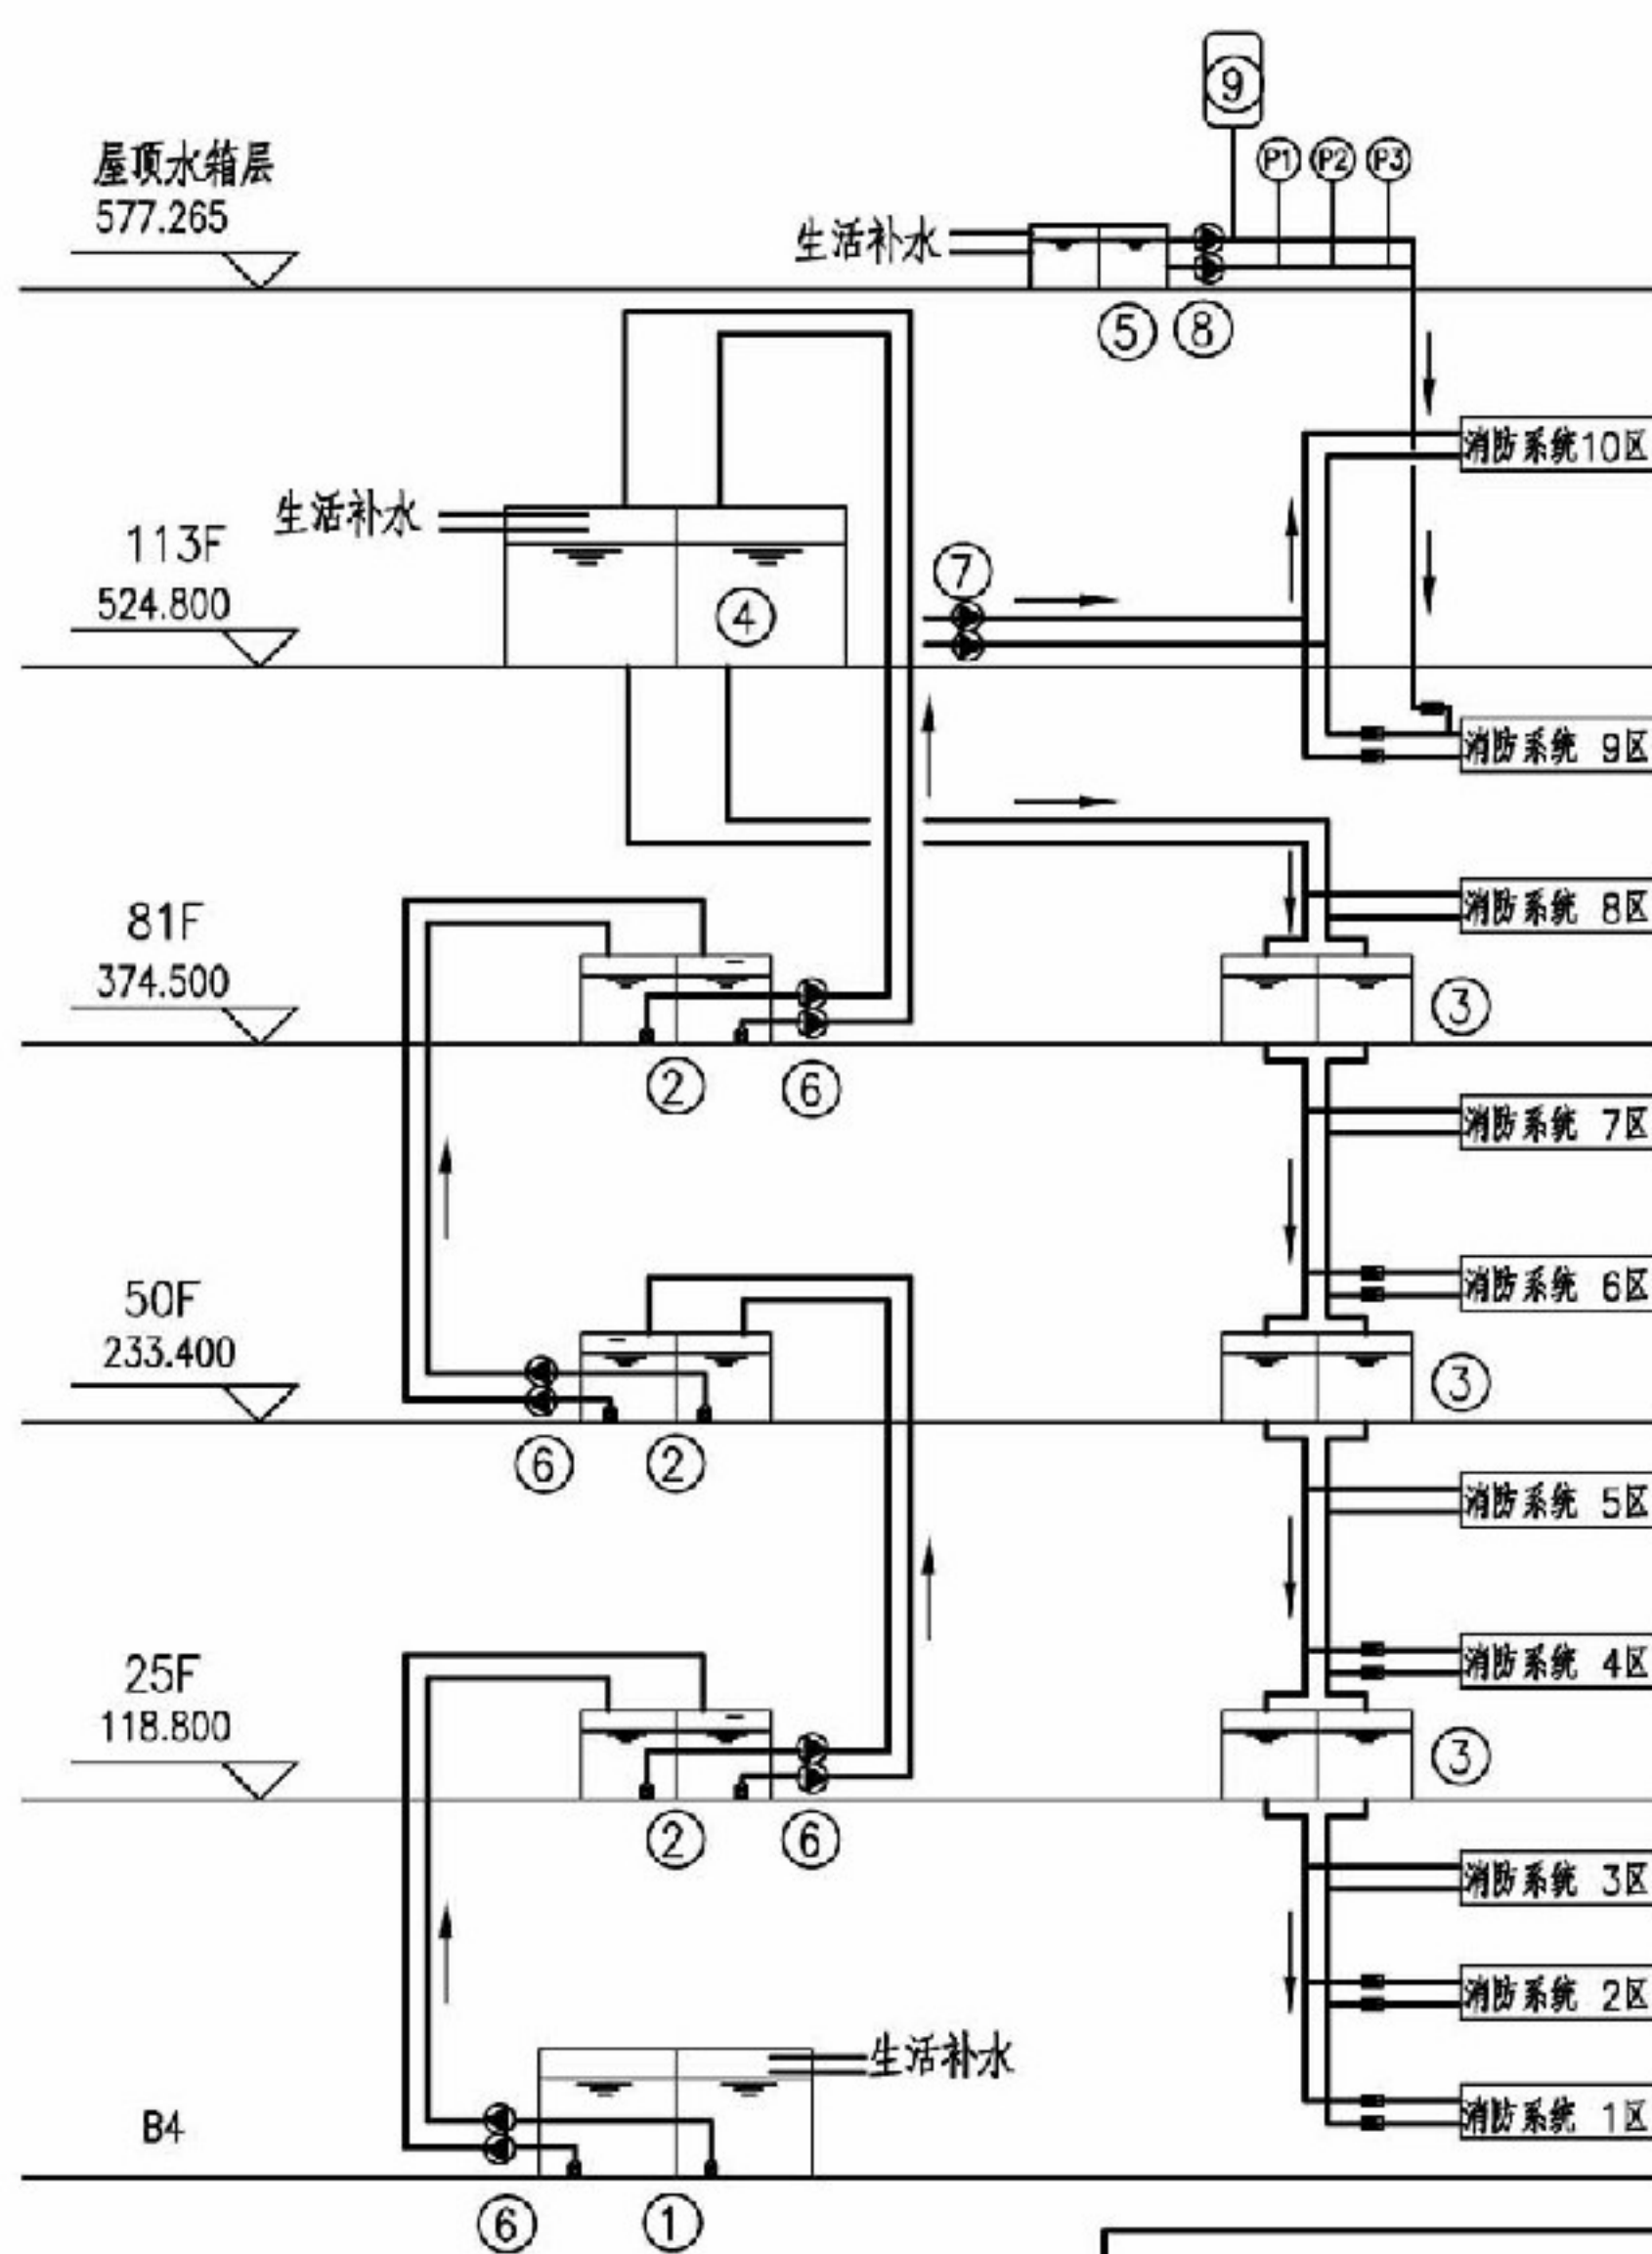 ⑨
屋顶水箱层
577.265
P1 P2 P3
生活补水
⑤ ⑧
消防系统10区
生活补水
113F
524.800
④
⑦
消防系统 9区
81F
374.500
消防系统 8区
③
② ⑥
消防系统 7区
50F
233.400
消防系统 6区
③
⑥ ②
消防系统 5区
25F
118.800
消防系统 4区
③
② ⑥
消防系统 3区
消防系统 2区
生活补水
B4
消防系统 1区
⑥ ①